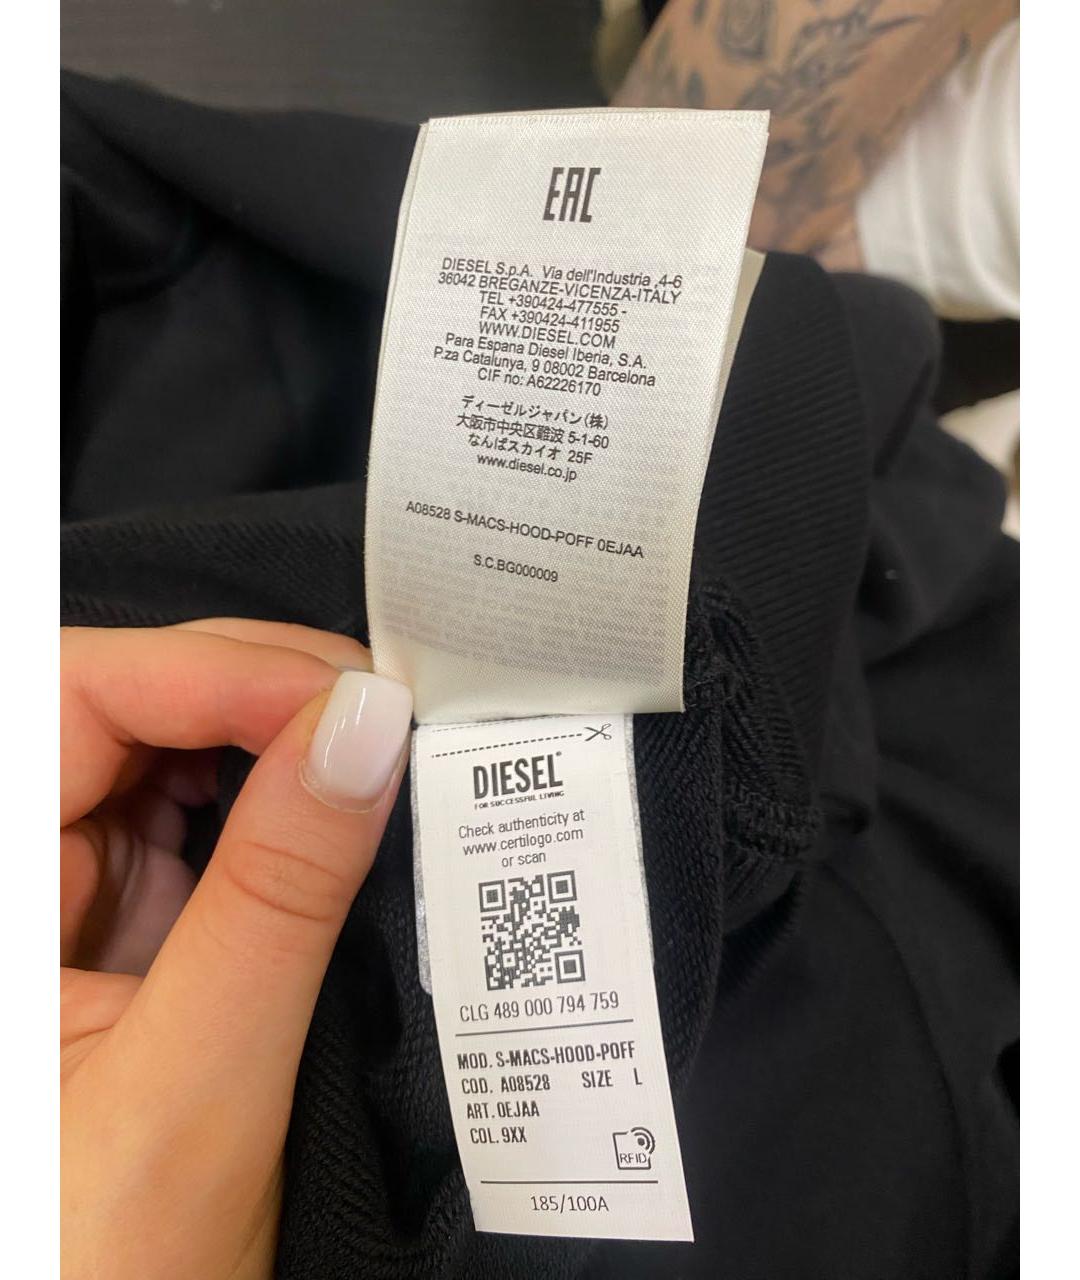 EAC
DIESEL S.p.A. Via dell'Industria ,4-6
36042 BREGANZE-VICENZA-ITALY
TEL +390424-477555 -
FAX +390424-411955
WWW.DIESEL.COM
Para Espana Diesel Iberia, S.A.
P.za Catalunya, 9 08002 Barcelona
CIF no: A62226170
ディーゼルジャパン(株)
大阪市中央区難波 5-1-60
なんばスカイオ 25F
www.diesel.co.jp
A08528 S-MACS-HOOD-POFF 0EJAA
S.C.BG000009
DIESEL®
FOR SUCCESSFUL LIVING
Check authenticity at
www.certilogo.com
or scan
CLG 489 000 794 759
MOD. S-MACS-HOOD-POFF
COD. A08528 SIZE L
ART. 0EJAA
COL. 9XX
RFID
185/100A